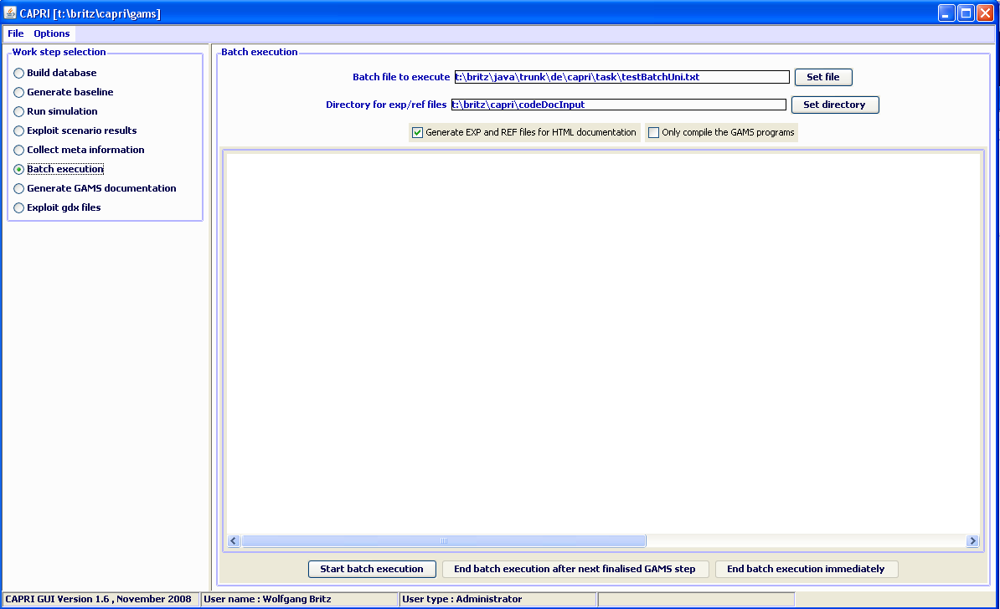 CAPRI [t:\britz\capri\gams]
File Options
Work step selection
Build database
Generate baseline
Run simulation
Exploit scenario results
Collect meta information
Batch execution
Generate GAMS documentation
Exploit gdx files
Batch execution
Batch file to execute t:\britz\java\trunk\de\capri\task\testBatchUni.txt Set file
Directory for exp/ref files t:\britz\capri\codeDocInput Set directory
Generate EXP and REF files for HTML documentation Only compile the GAMS programs
Start batch execution End batch execution after next finalised GAMS step End batch execution immediately
CAPRI GUI Version 1.6 , November 2008 User name : Wolfgang Britz User type : Administrator